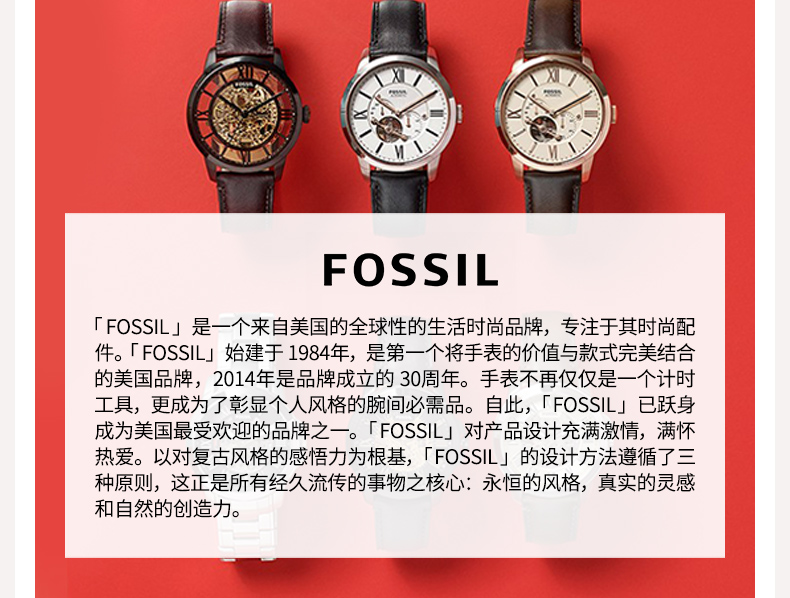 FOSSIL
「FOSSIL」是一个来自美国的全球性的生活时尚品牌，专注于其时尚配
件。「FOSSIL」始建于 1984年，是第一个将手表的价值与款式完美结合
的美国品牌，2014年是品牌成立的 30周年。手表不再仅仅是一个计时
工具，更成为了彰显个人风格的腕间必需品。自此，「FOSSIL」已跃身
成为美国最受欢迎的品牌之一。「FOSSIL」对产品设计充满激情，满怀
热爱。以对复古风格的感悟力为根基，「FOSSIL」的设计方法遵循了三
种原则，这正是所有经久流传的事物之核心：永恒的风格，真实的灵感
和自然的创造力。